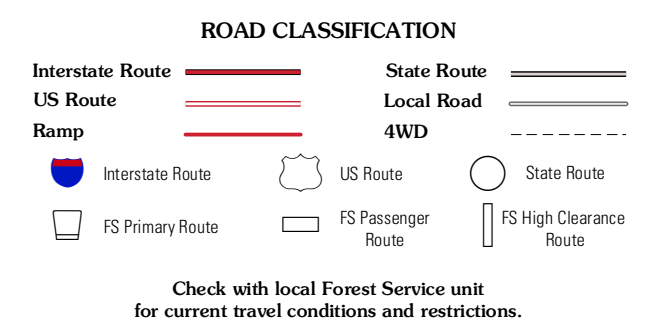 ROAD CLASSIFICATION
Interstate Route
State Route
US Route
Local Road
Ramp
4WD
Interstate Route
US Route
State Route
FS Primary Route
FS Passenger
Route
FS High Clearance
Route
Check with local Forest Service unit
for current travel conditions and restrictions.